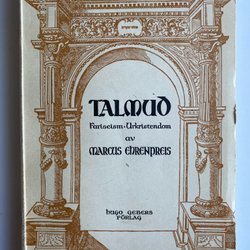 TALMUD
Fariseism-Urkristendom
av
MARCUS EHRENPREIS
HUGO GEBERS
FÖRLAG